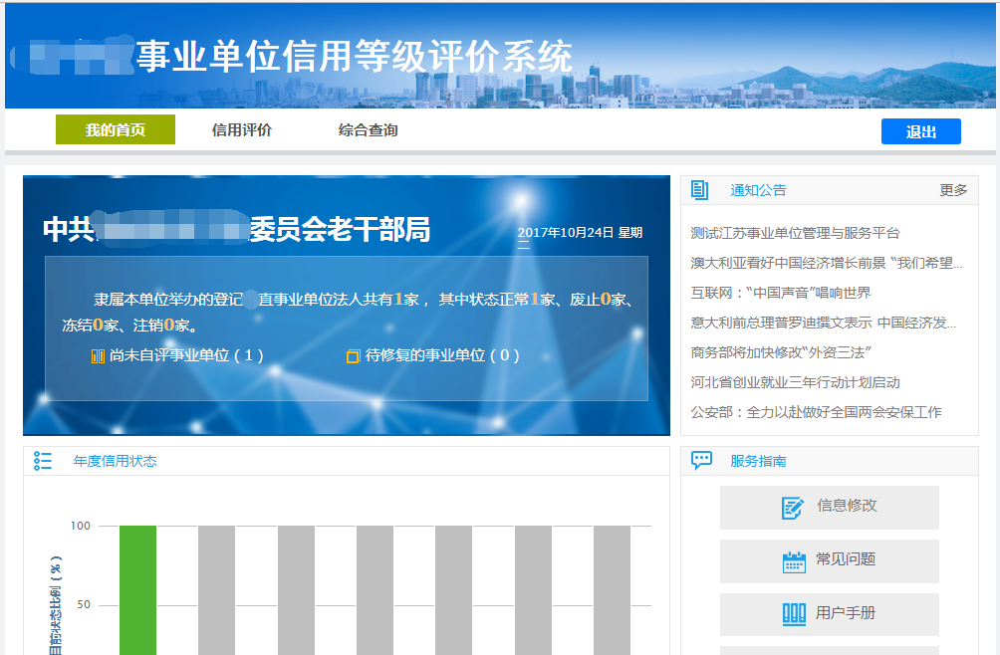 事业单位信用等级评价系统
我的首页 信用评价 综合查询 退出
中共 委员会老干部局
2017年10月24日 星期
二
隶属本单位举办的登记 直事业单位法人共有1家 ，其中状态正常1家、废止0家、
冻结0家、注销0家。
尚未自评事业单位 ( 1 ) 待修复的事业单位 ( 0 )
通知公告 更多
测试江苏事业单位管理与服务平台
澳大利亚看好中国经济增长前景 “我们希望...
互联网：“中国声音”唱响世界
意大利前总理普罗迪撰文表示 中国经济发...
商务部将加快修改“外资三法”
河北省创业就业三年行动计划启动
公安部：全力以赴做好全国两会安保工作
年度信用状态
100
50
目前状态比例 ( % )
服务指南
信息修改
常见问题
用户手册